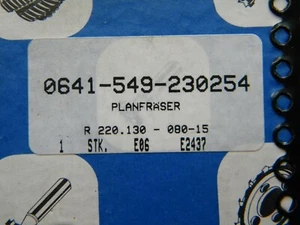 0641-549-230254
PLANFRÄSER
R 220.130 - 080-15
1 STK. E06 E2437